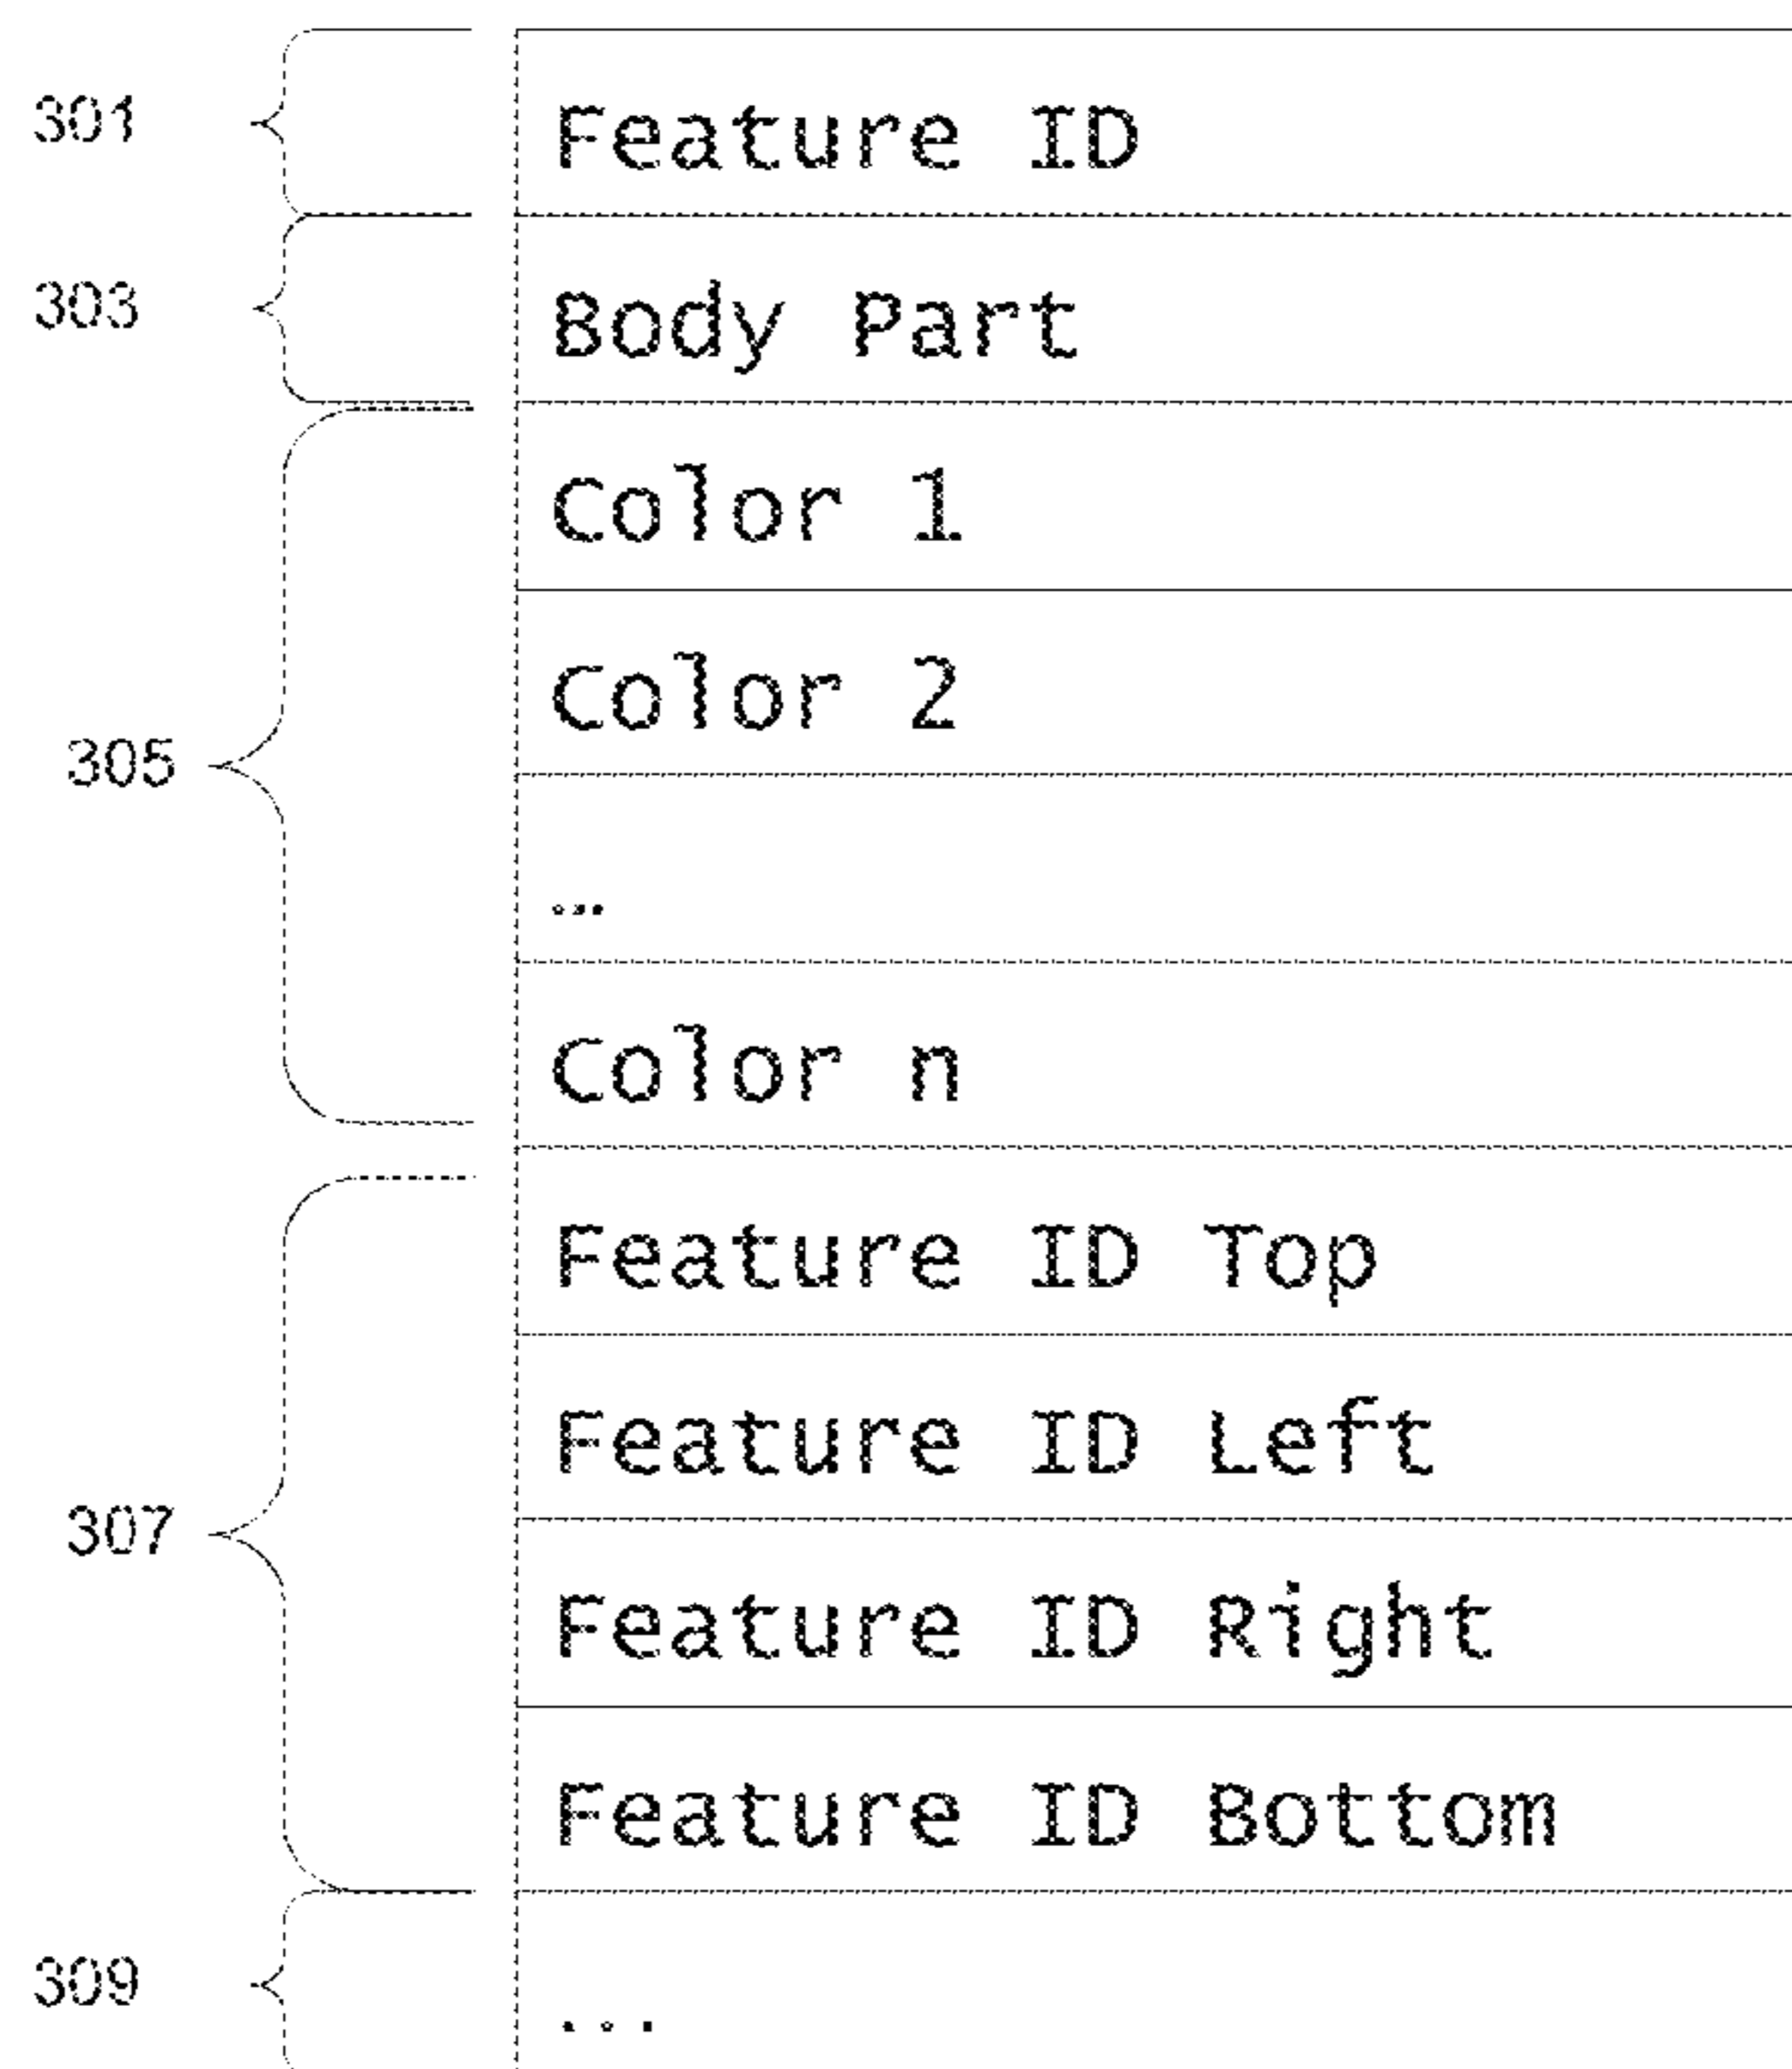 301 Feature ID
303 Body Part
Color 1
Color 2
305
...
Color n
Feature ID Top
Feature ID Left
307
Feature ID Right
Feature ID Bottom
309 ...